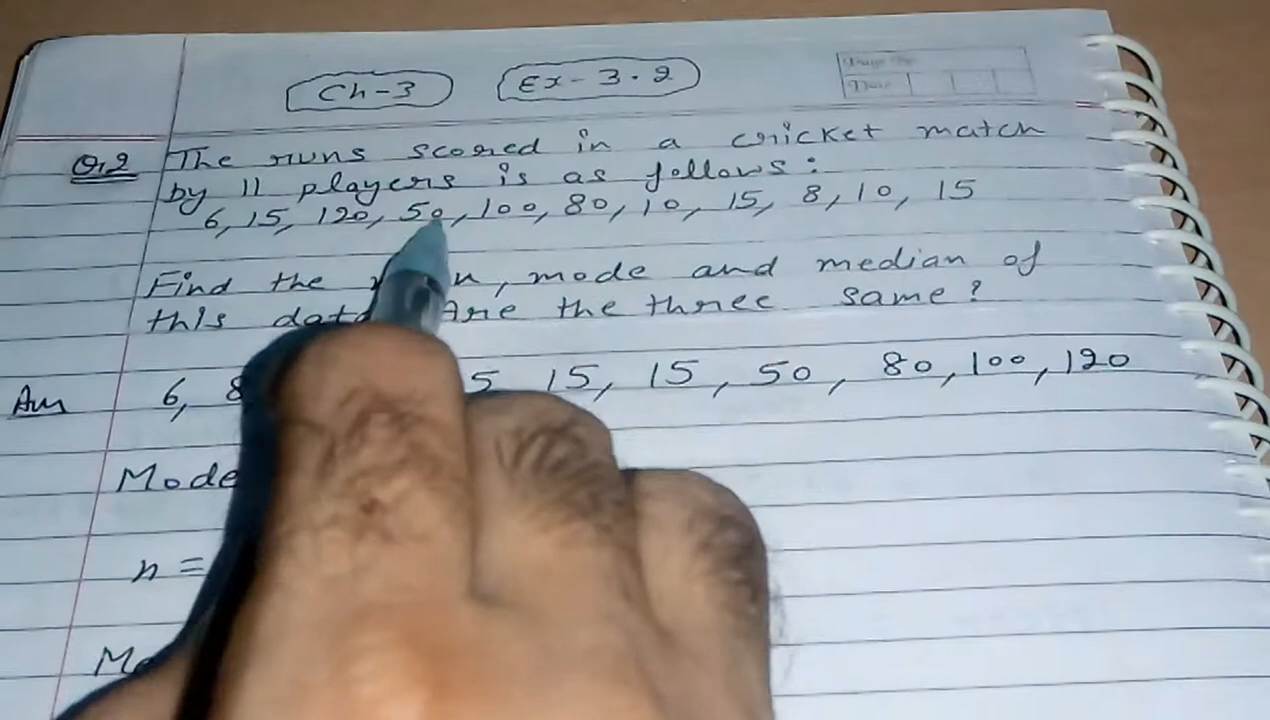 Ch-3 Ex-3.2
Q.2 The runs scored in a cricket match
by 11 players is as follows:
6, 15, 120, 50, 100, 80, 10, 15, 8, 10, 15
Find the , mode and median of
this data Are the three same?
Ans 6, 8 5 15, 15, 50, 80, 100, 120
Mode
n =